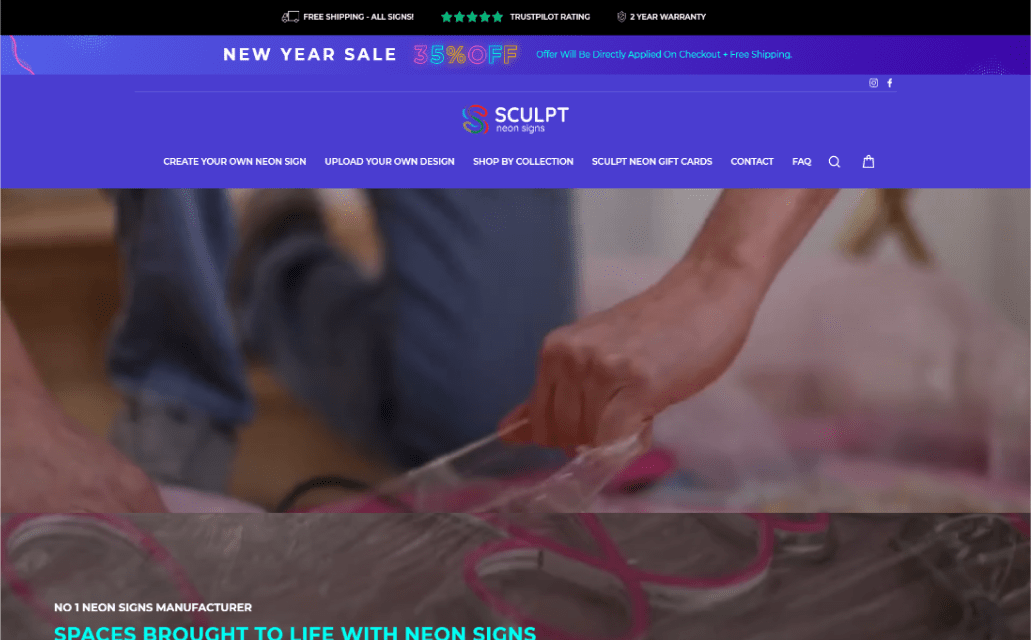 FREE SHIPPING - ALL SIGNS! TRUSTPILOT RATING 2 YEAR WARRANTY
NEW YEAR SALE 35%OFF Offer Will Be Directly Applied On Checkout + Free Shipping.
SCULPT
neon signs
CREATE YOUR OWN NEON SIGN UPLOAD YOUR OWN DESIGN SHOP BY COLLECTION SCULPT NEON GIFT CARDS CONTACT FAQ
NO 1 NEON SIGNS MANUFACTURER
SPACES BROUGHT TO LIFE WITH NEON SIGNS